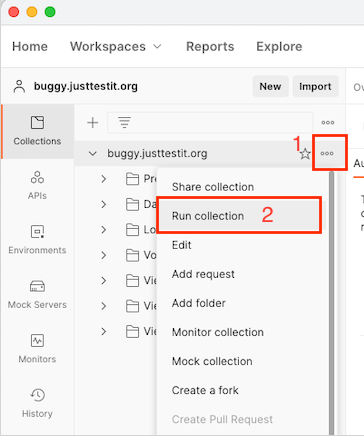 Home Workspaces Reports Explore
buggy.justtestit.org New Import Ov
Collections
1
buggy.justtestit.org
Au
Pre
Share collection
T
APIs
Da
Run collection 2
Lo
Edit
Environments
Vo
Add request
Vie
Add folder
Mock Servers
Vie
Monitor collection
Vie
Mock collection
Monitors
Create a fork
History
Create Pull Request